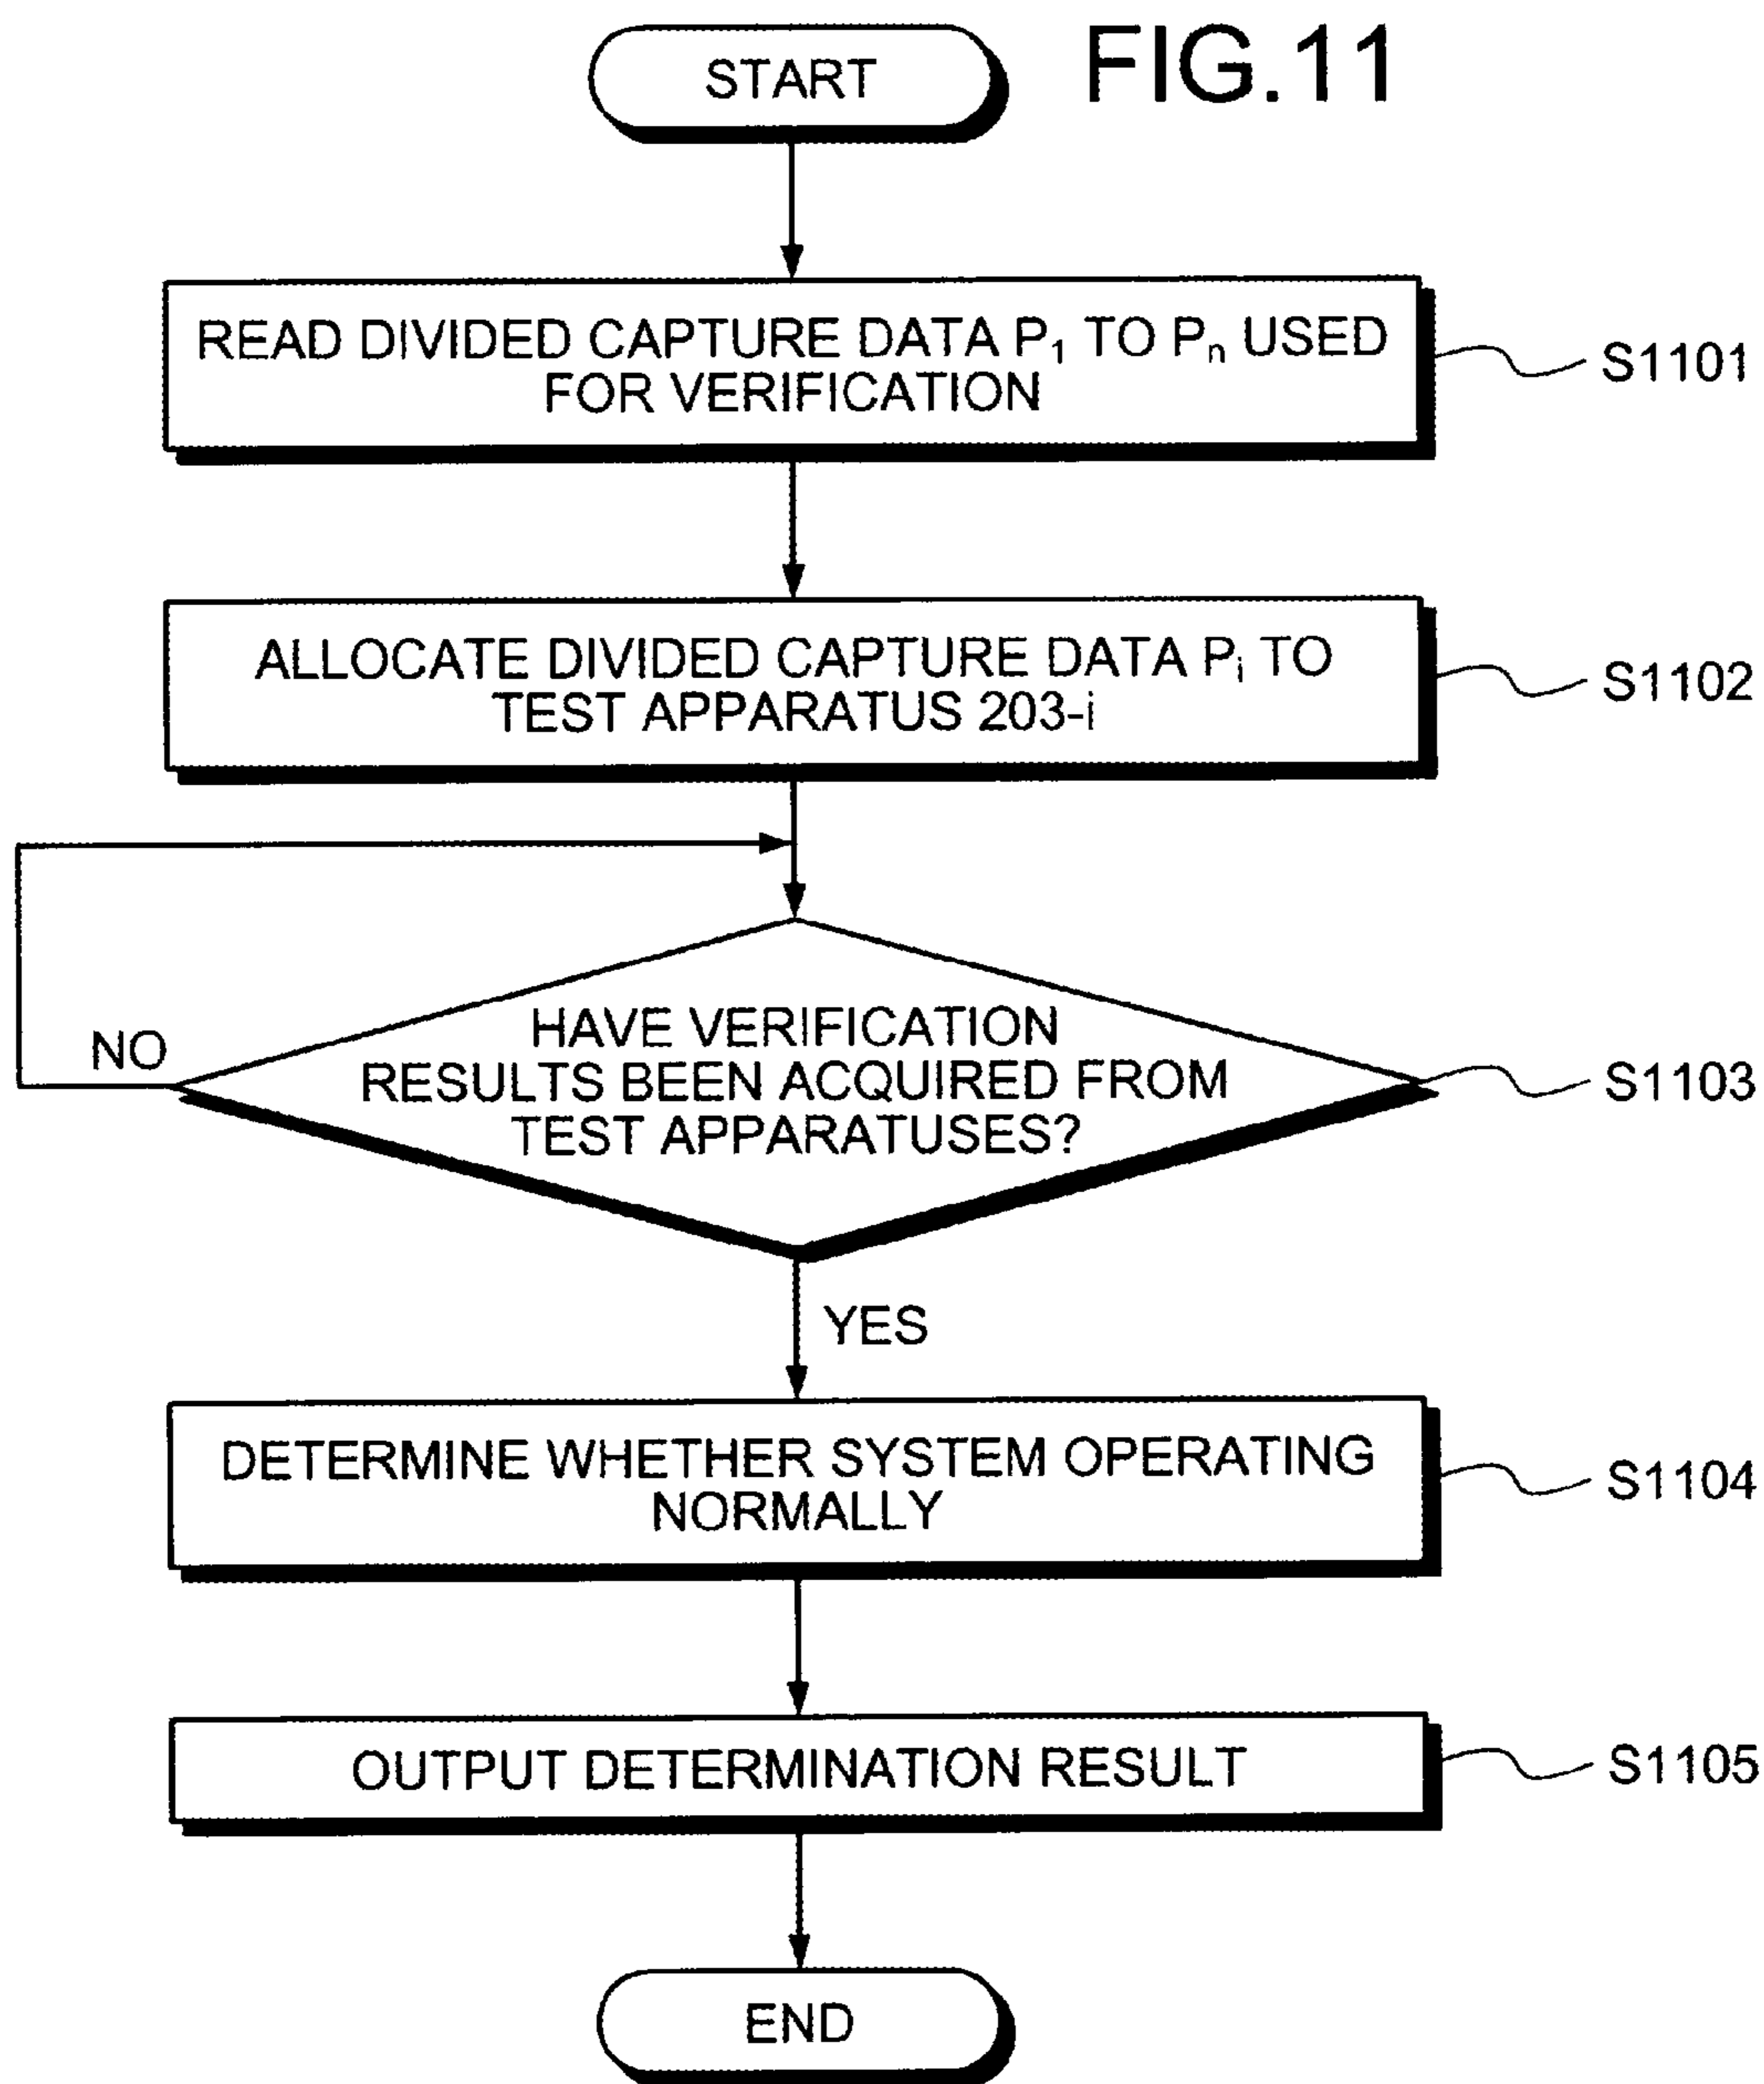 FIG.11
START
READ DIVIDED CAPTURE DATA P₁ TO Pₙ USED
FOR VERIFICATION
S1101
ALLOCATE DIVIDED CAPTURE DATA Pᵢ TO
TEST APPARATUS 203-i
S1102
HAVE VERIFICATION
RESULTS BEEN ACQUIRED FROM
TEST APPARATUSES?
S1103
NO
YES
DETERMINE WHETHER SYSTEM OPERATING
NORMALLY
S1104
OUTPUT DETERMINATION RESULT
S1105
END